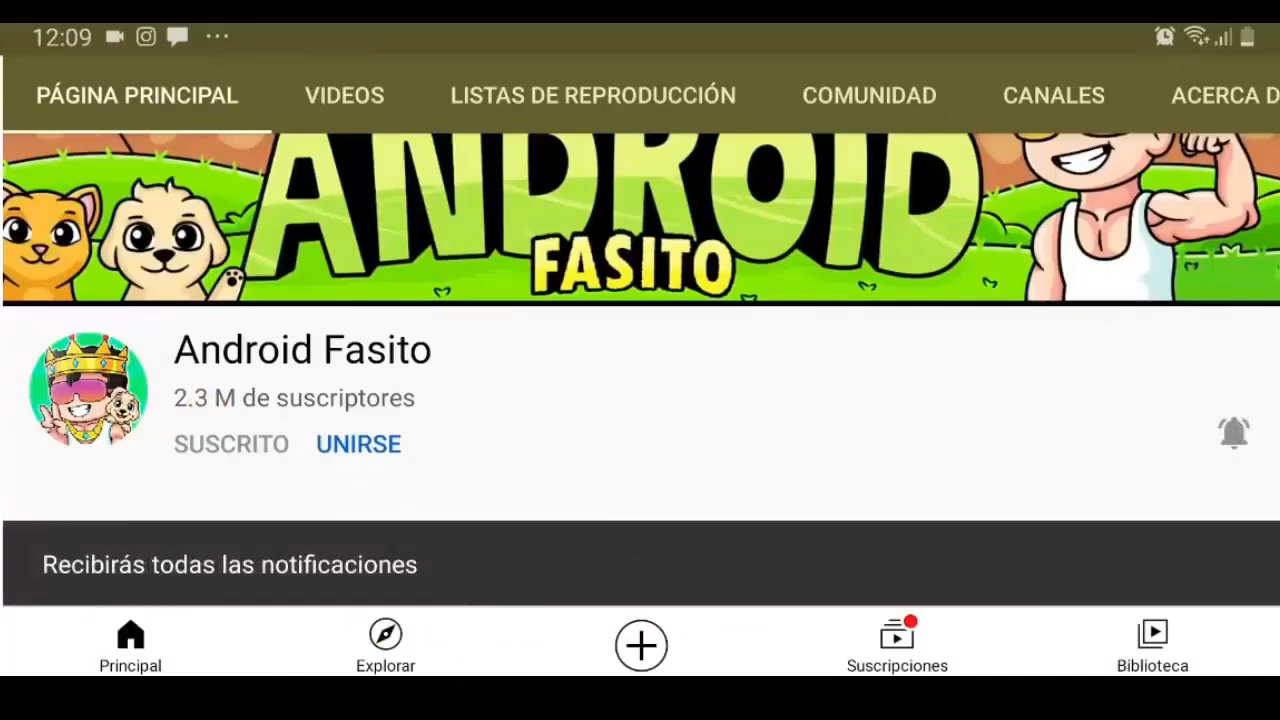 12:09
PÁGINA PRINCIPAL VIDEOS LISTAS DE REPRODUCCIÓN COMUNIDAD CANALES ACERCA D
ANDROID
FASITO
Android Fasito
2.3 M de suscriptores
SUSCRITO UNIRSE
Recibirás todas las notificaciones
Principal Explorar Suscripciones Biblioteca